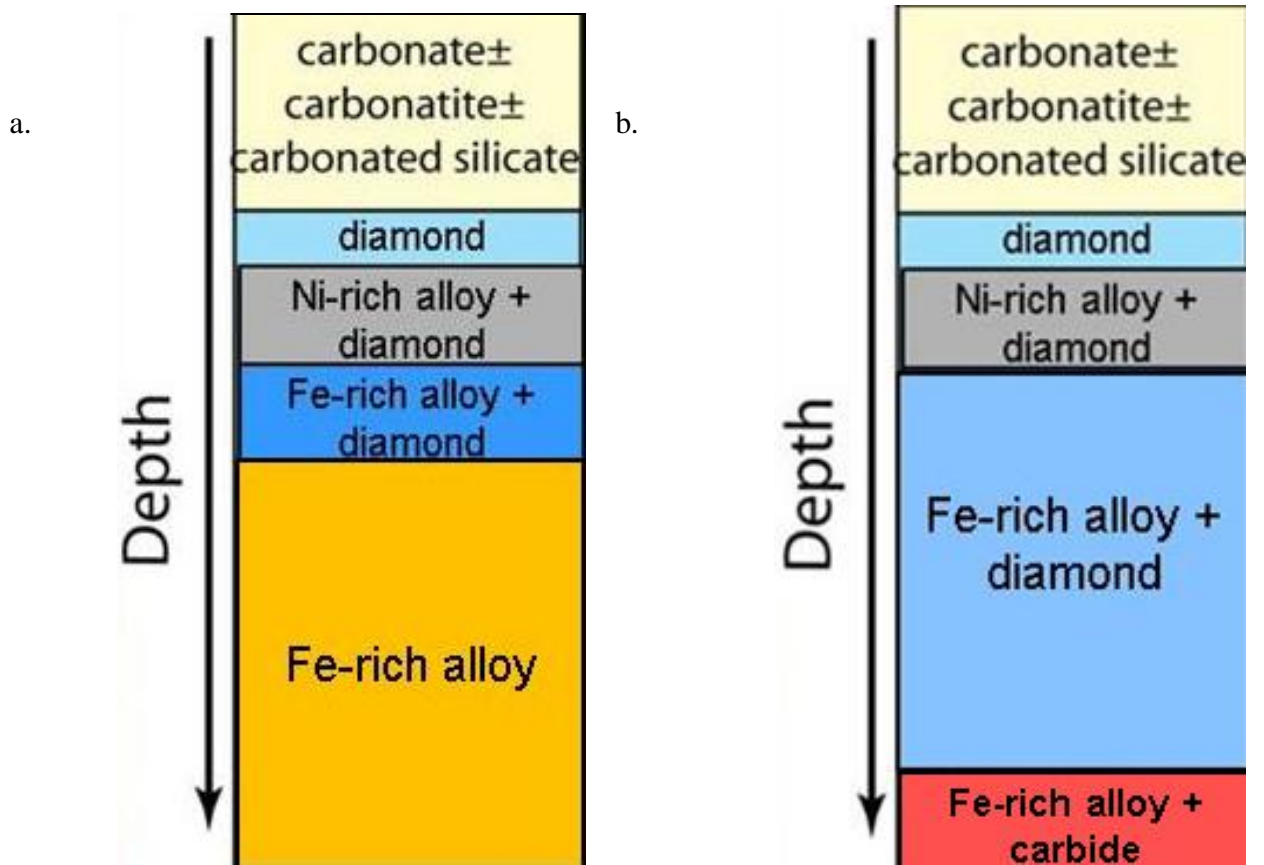 a.
carbonate±
carbonatite±
carbonated silicate
diamond
Ni-rich alloy +
diamond
Fe-rich alloy +
diamond
Fe-rich alloy
Depth
b.
carbonate±
carbonatite±
carbonated silicate
diamond
Ni-rich alloy +
diamond
Fe-rich alloy +
diamond
Fe-rich alloy +
carbide
Depth